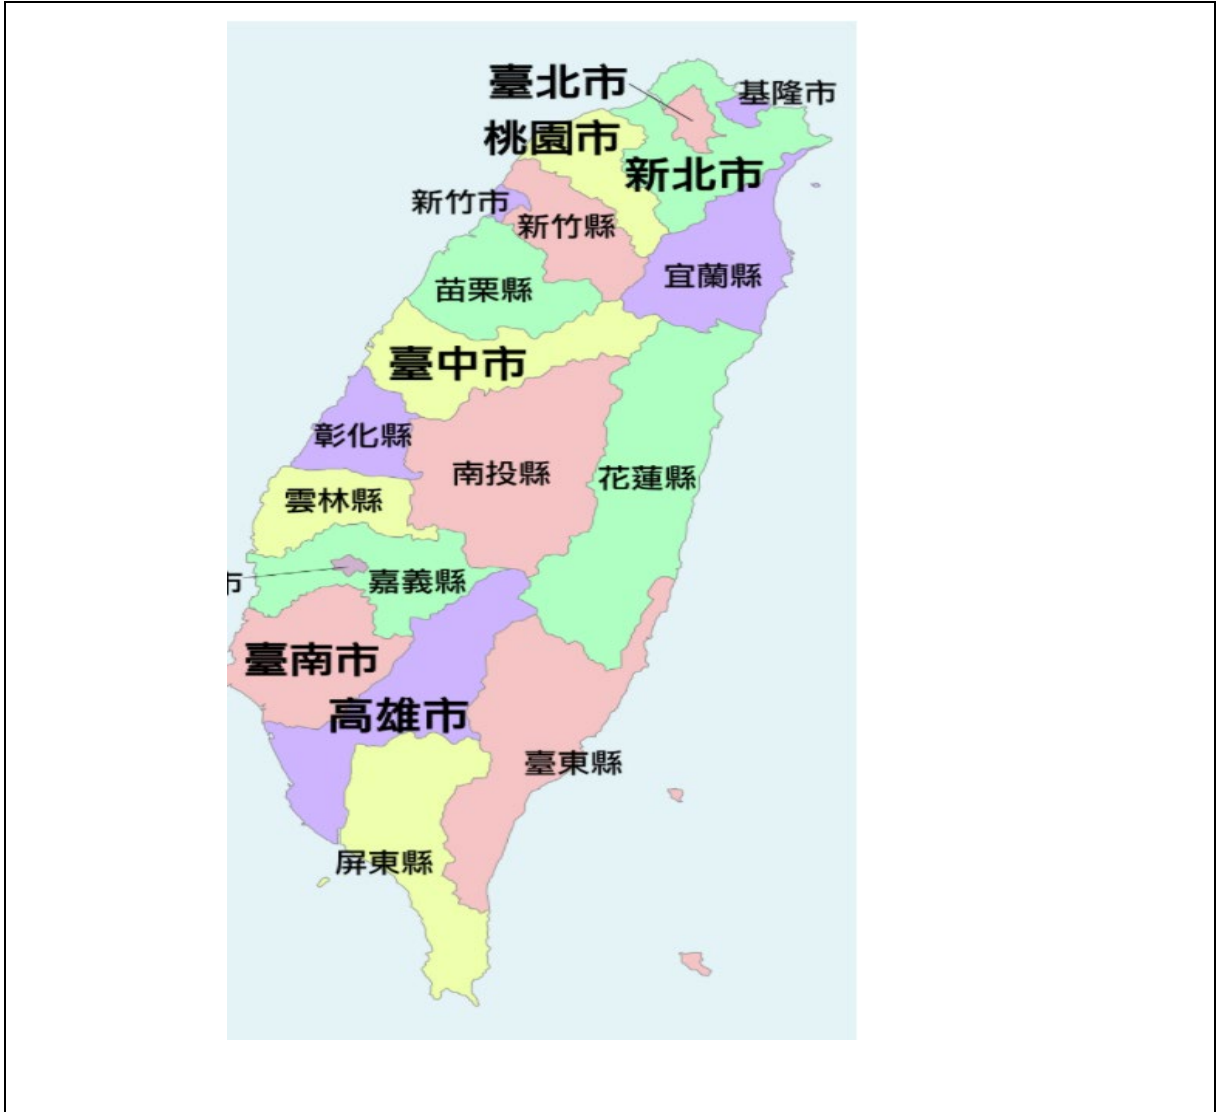 臺北市
基隆市
桃園市
新北市
新竹市
新竹縣
宜蘭縣
苗栗縣
臺中市
彰化縣
南投縣
花蓮縣
雲林縣
市
嘉義縣
臺南市
高雄市
臺東縣
屏東縣